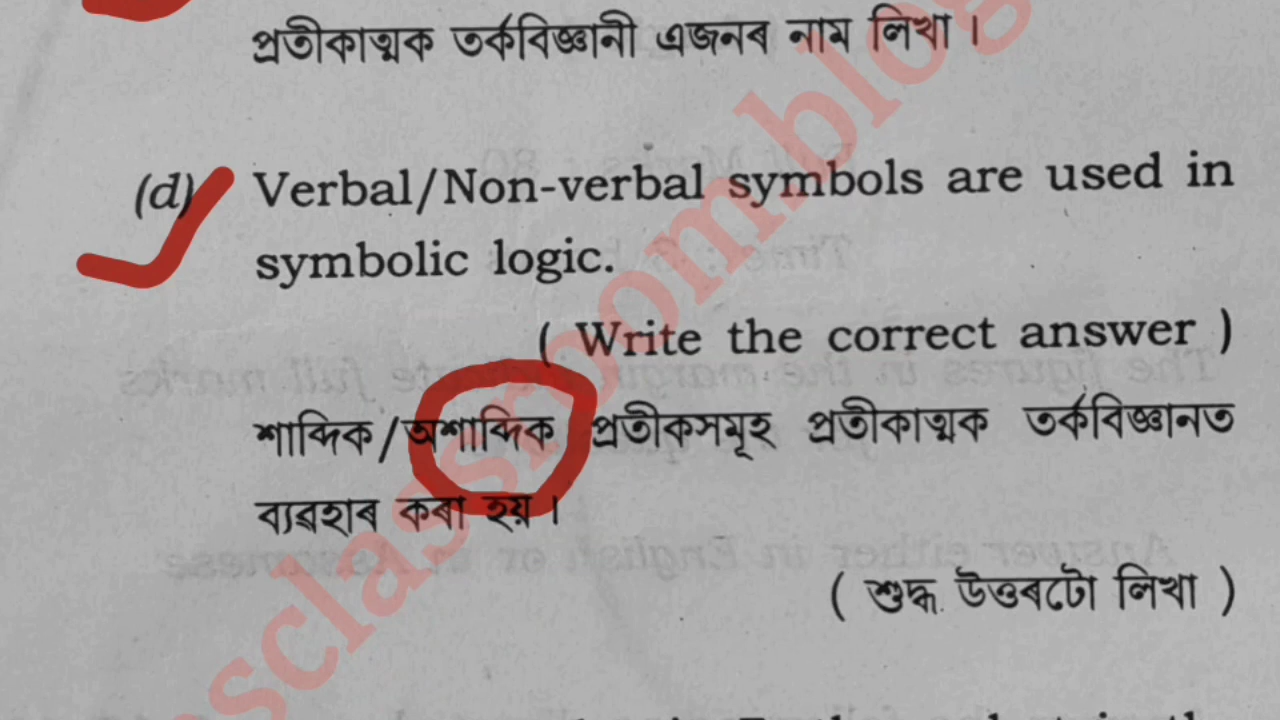 প্ৰতীকাত্মক তৰ্কবিজ্ঞানী এজনৰ নাম লিখা ।
(d) Verbal/Non-verbal symbols are used in
symbolic logic.
( Write the correct answer )
শাব্দিক/অশাব্দিক প্ৰতীকসমূহ প্ৰতীকাত্মক তৰ্কবিজ্ঞানত
ব্যৱহাৰ কৰা হয় ।
( শুদ্ধ উত্তৰটো লিখা )
sclassroomblog